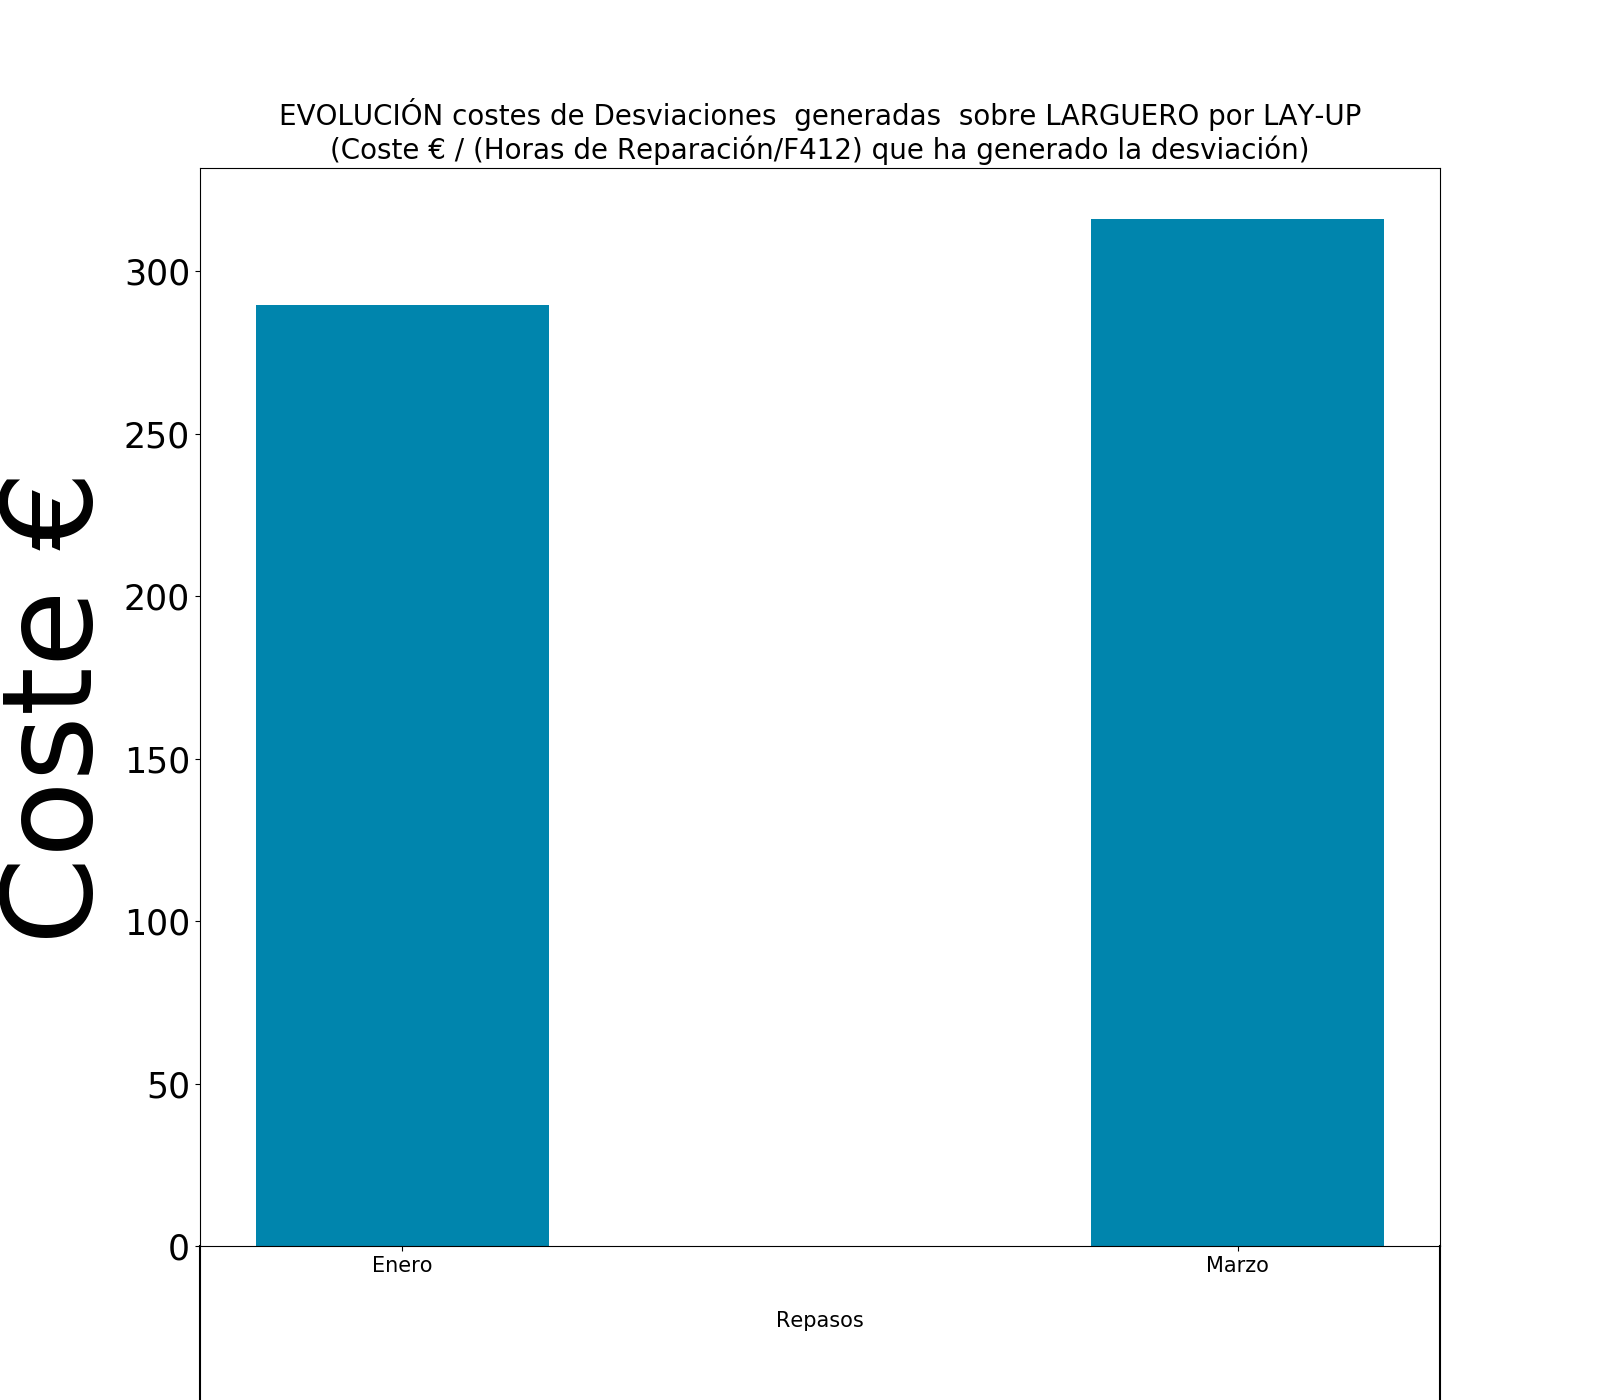 EVOLUCIÓN costes de Desviaciones  generadas  sobre LARGUERO por LAY-UP
(Coste € / (Horas de Reparación/F412) que ha generado la desviación)
Coste €
300
250
200
150
100
50
0
Enero
Marzo
Repasos